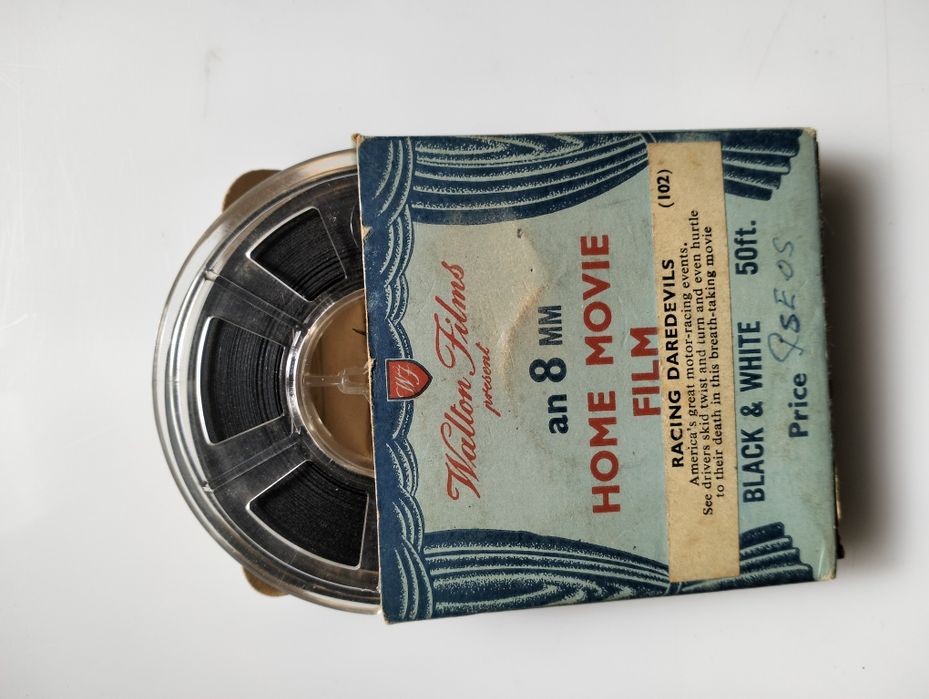 WF
Walton Films
present
an 8 MM
HOME MOVIE
FILM
RACING DAREDEVILS (102)
America's great motor-racing events.
See drivers skid twist and turn and even hurtle
to their death in this breath-taking movie
BLACK & WHITE 50ft.
Price